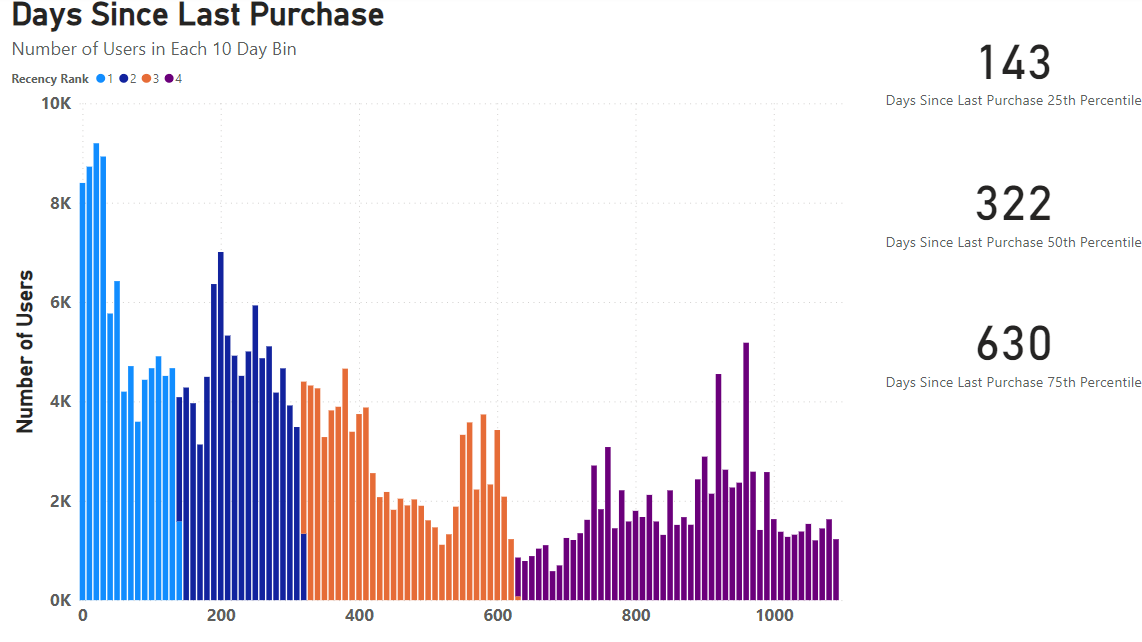 Days Since Last Purchase
Number of Users in Each 10 Day Bin
Recency Rank 1 2 3 4
10K
8K
6K
4K
2K
0K
Number of Users
0 200 400 600 800 1000
143
Days Since Last Purchase 25th Percentile
322
Days Since Last Purchase 50th Percentile
630
Days Since Last Purchase 75th Percentile